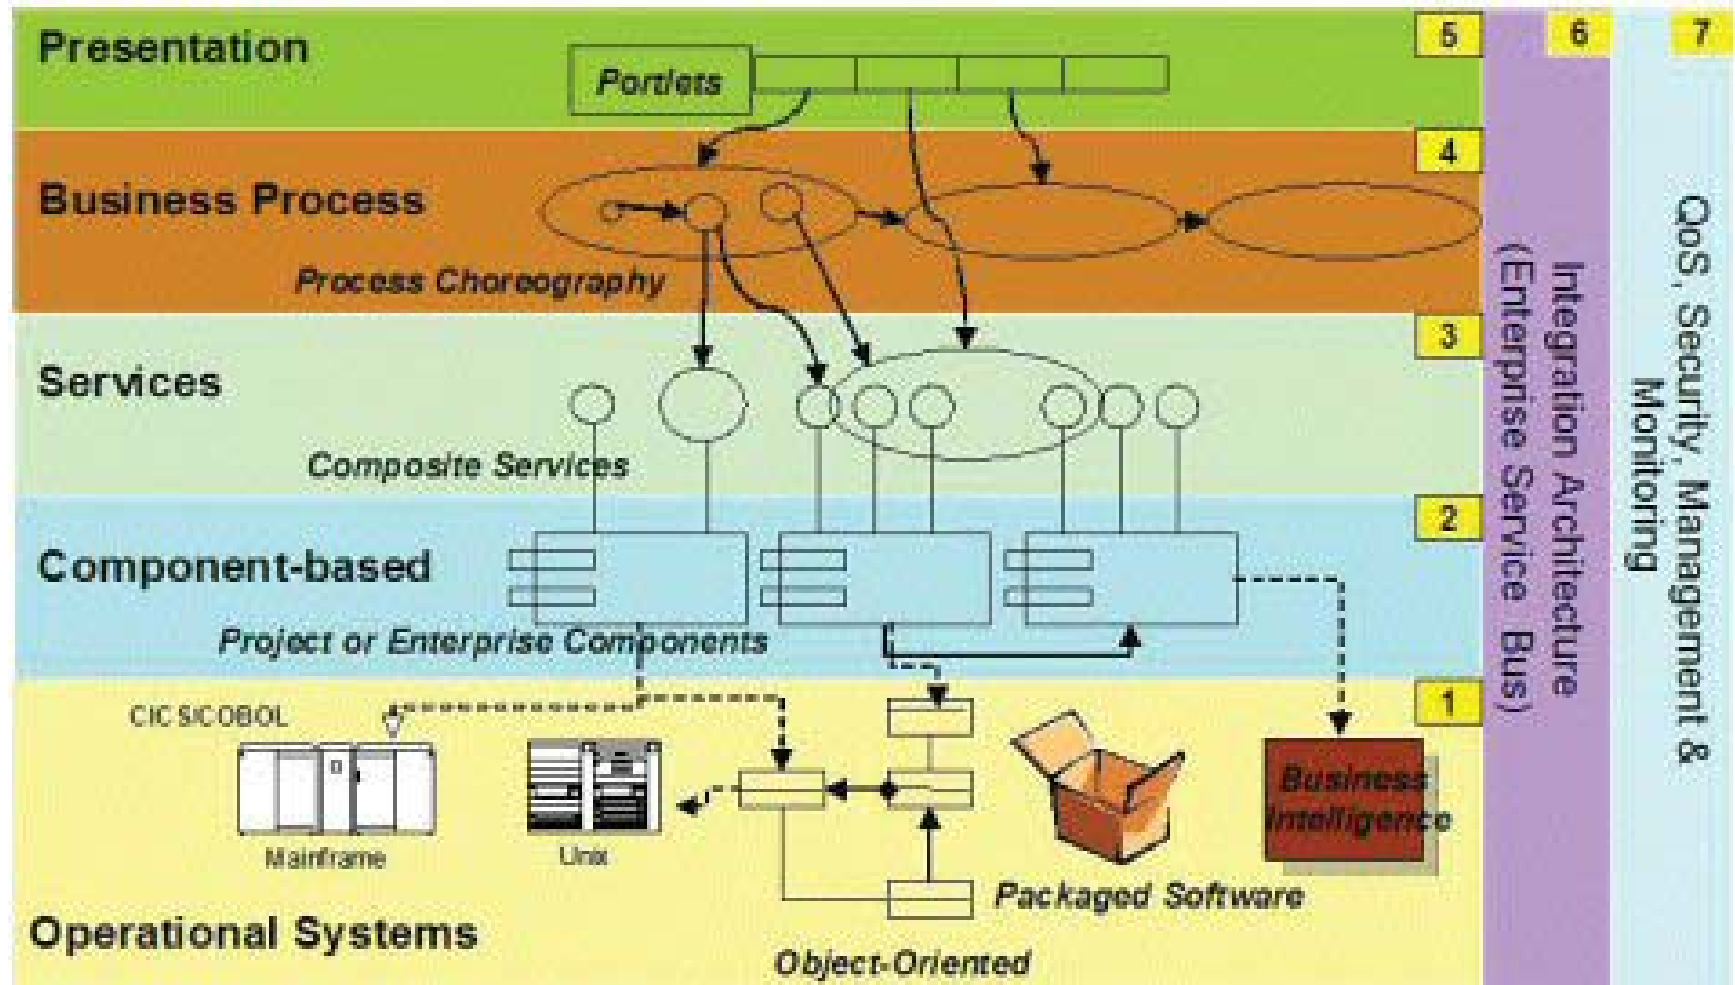 Presentation
Portlets
5
6
7
Business Process
4
Process Choreography
Services
3
Composite Services
Component-based
2
Project or Enterprise Components
1
CICS/COBOL
Mainframe
Unix
Packaged Software
Business
Intelligence
Operational Systems
Object-Oriented
Integration Architecture
(Enterprise Service Bus)
QoS, Security, Management &
Monitoring